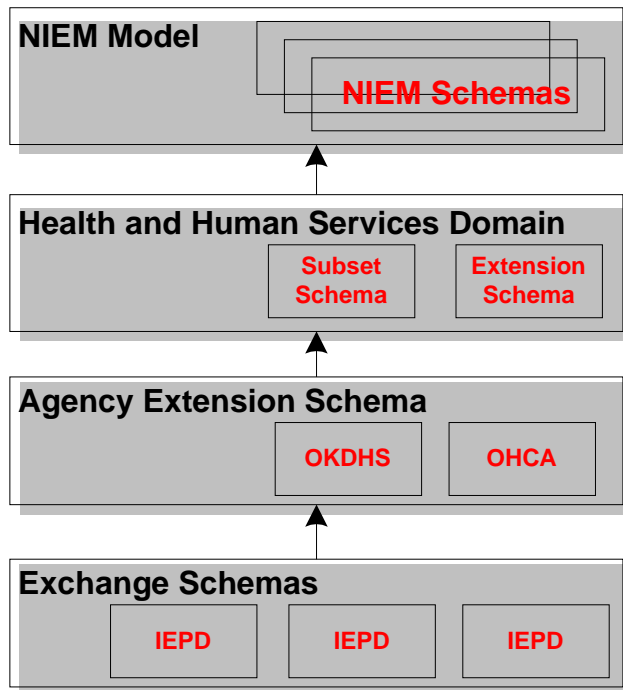 NIEM Model
NIEM Schemas
Health and Human Services Domain
Subset
Schema
Extension
Schema
Agency Extension Schema
OKDHS
OHCA
Exchange Schemas
IEPD
IEPD
IEPD